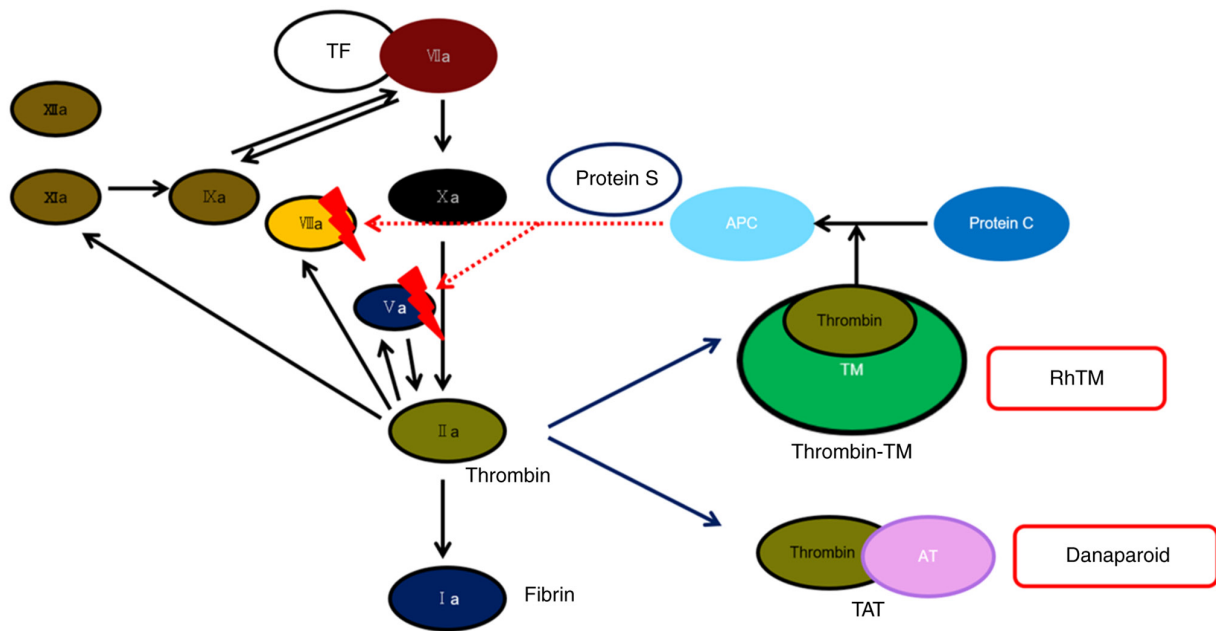 TF
Ⅶa
Ⅻa
Ⅺa
Ⅸa
Ⅷa
Ⅹa
Protein S
APC
Protein C
Ⅴa
Thrombin
TM
RhTM
Thrombin-TM
Ⅱa
Thrombin
Thrombin
AT
Danaparoid
TAT
Ⅰa
Fibrin